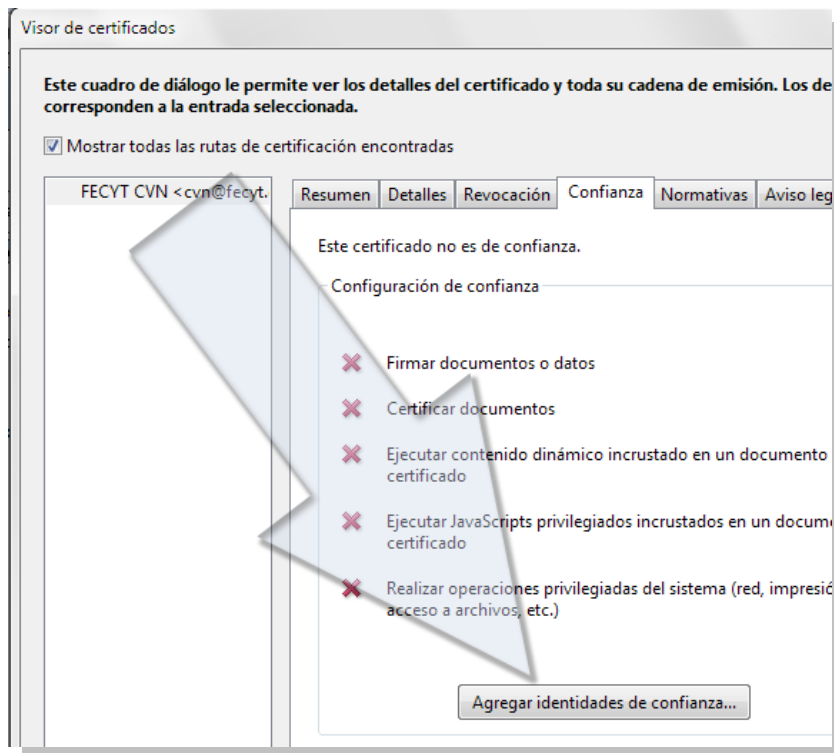 Visor de certificados
Este cuadro de diálogo le permite ver los detalles del certificado y toda su cadena de emisión. Los de
corresponden a la entrada seleccionada.
Mostrar todas las rutas de certificación encontradas
FECYT CVN <cvn@fecyt.
Resumen Detalles Revocación Confianza Normativas Aviso leg
Este certificado no es de confianza.
Configuración de confianza
Firmar documentos o datos
Certificar documentos
Ejecutar contenido dinámico incrustado en un documento
certificado
Ejecutar JavaScripts privilegiados incrustados en un docum
certificado
Realizar operaciones privilegiadas del sistema (red, impresió
acceso a archivos, etc.)
Agregar identidades de confianza...